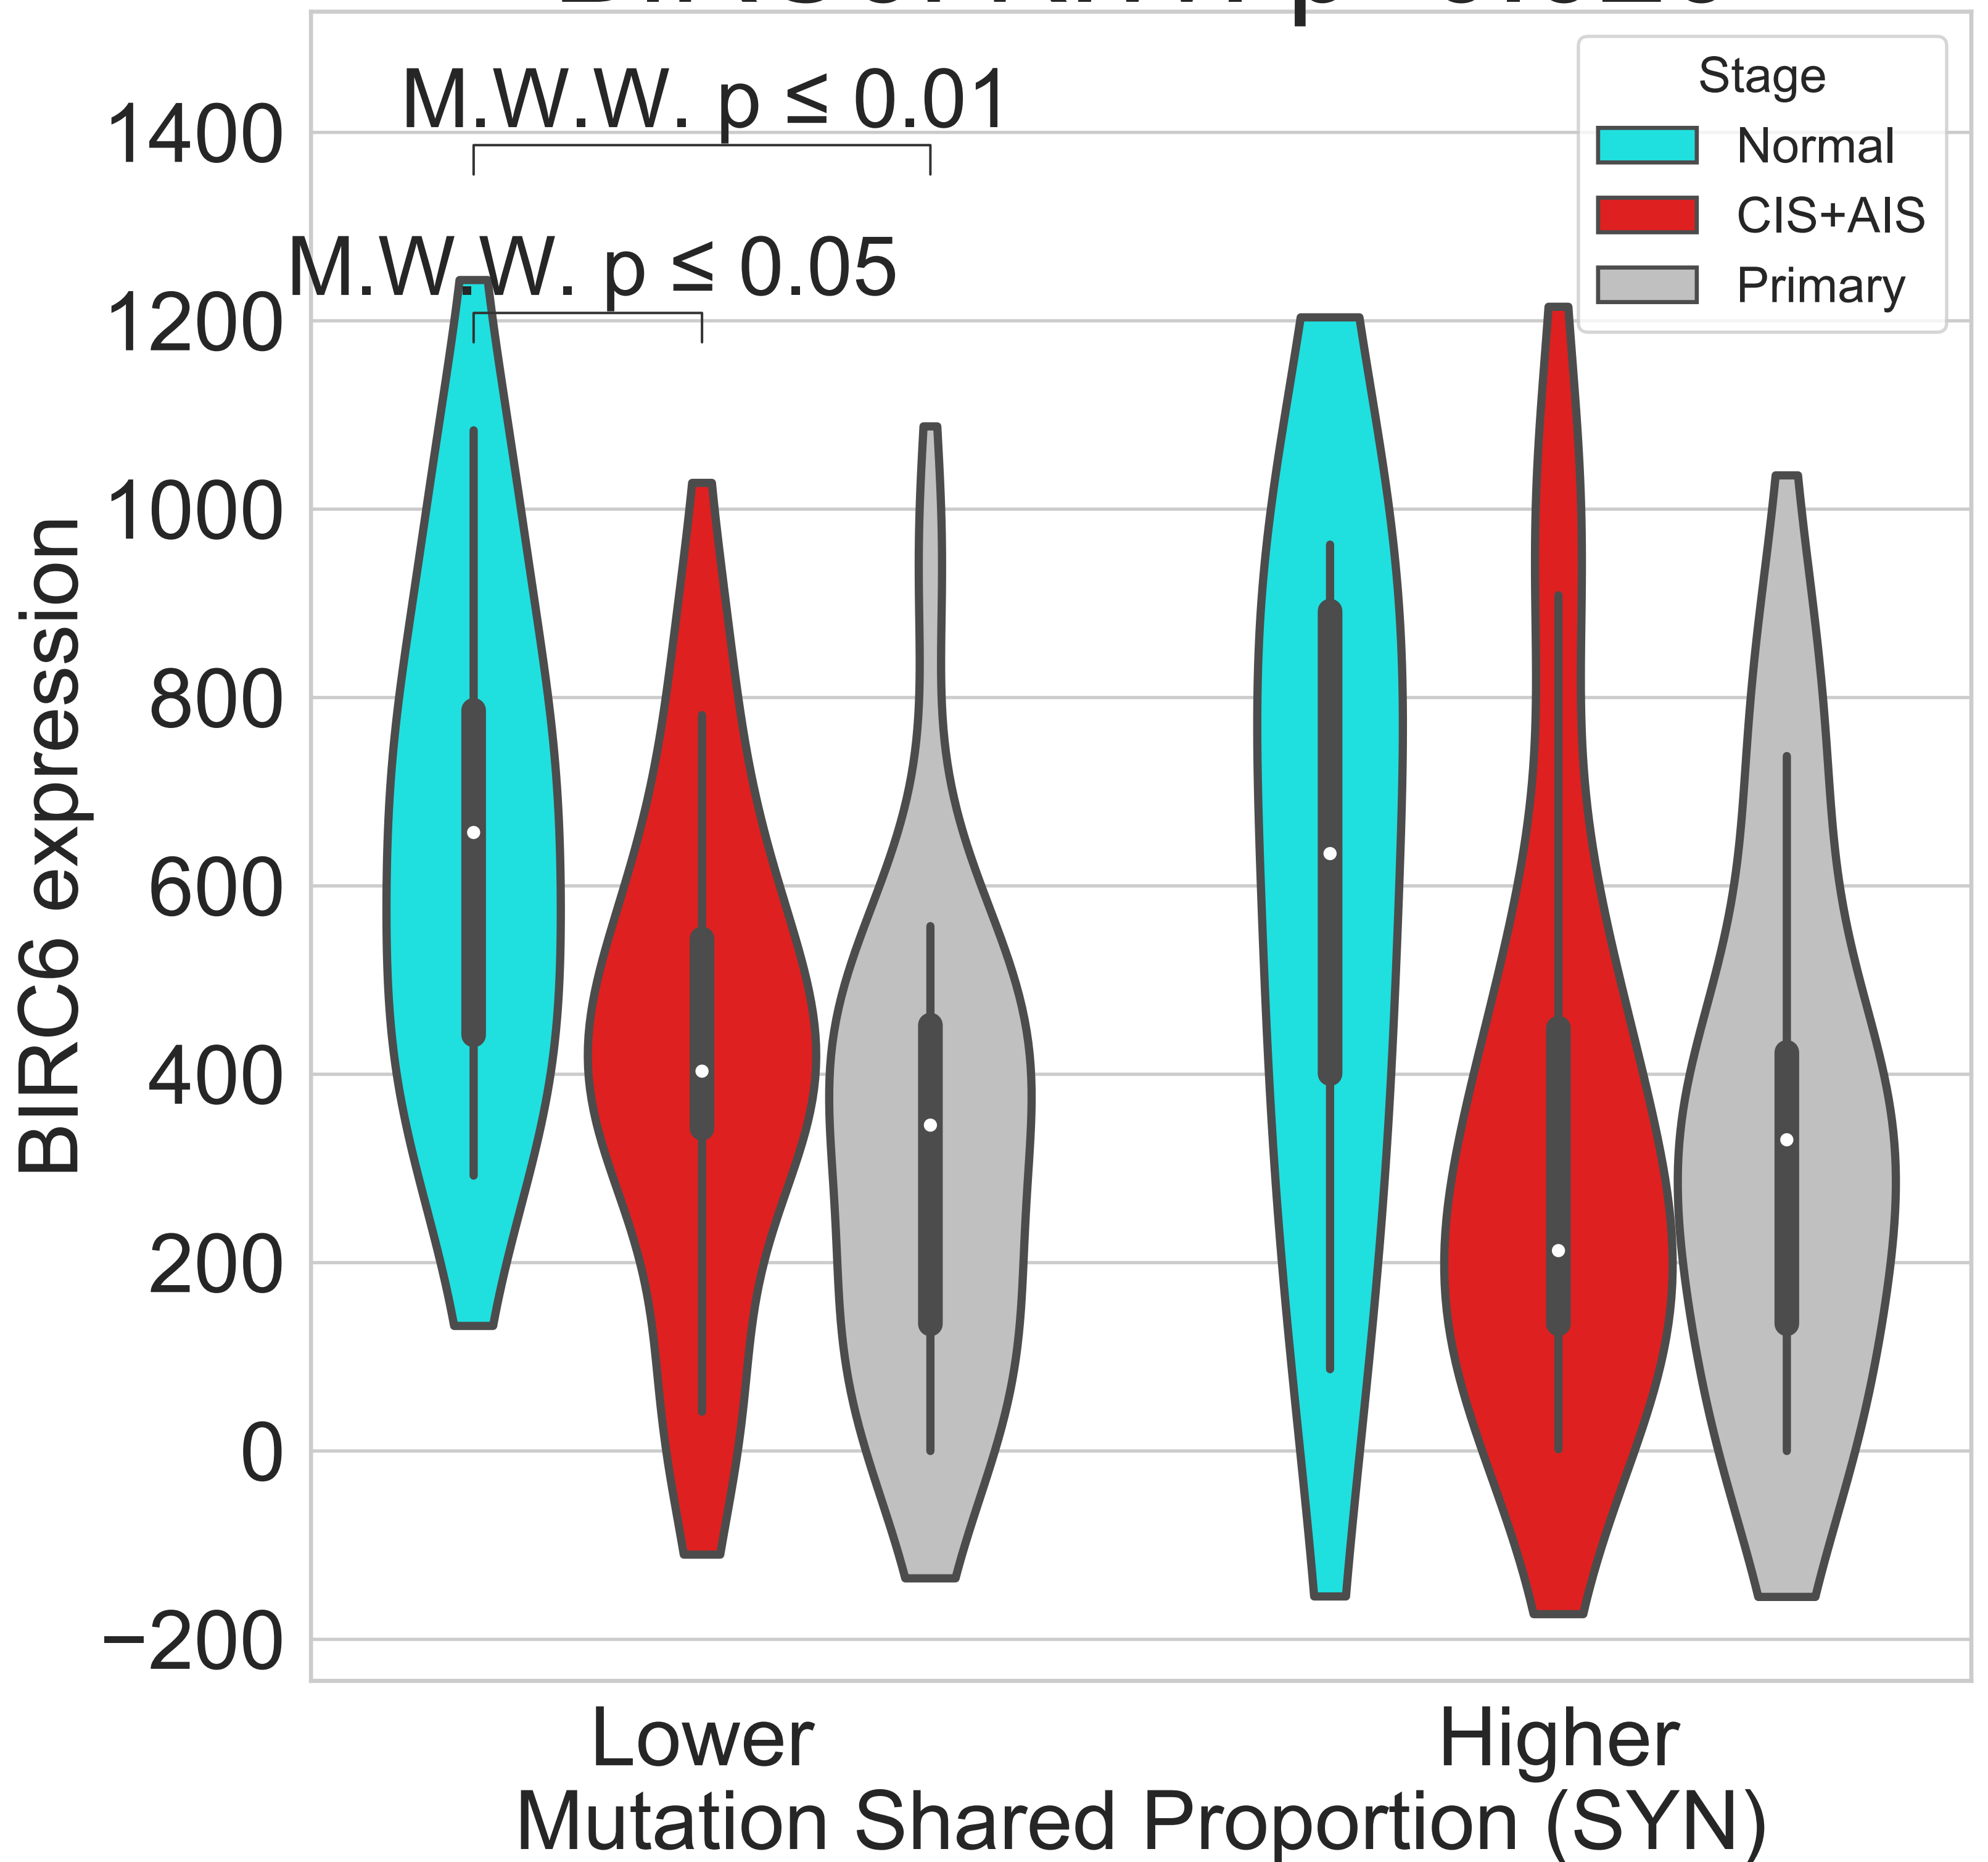 M.W.W. p ≤ 0.01
M.W.W. p ≤ 0.05
Stage
Normal
CIS+AIS
Primary
1400
1200
1000
800
600
400
200
0
−200
BIRC6 expression
Lower
Higher
Mutation Shared Proportion (SYN)